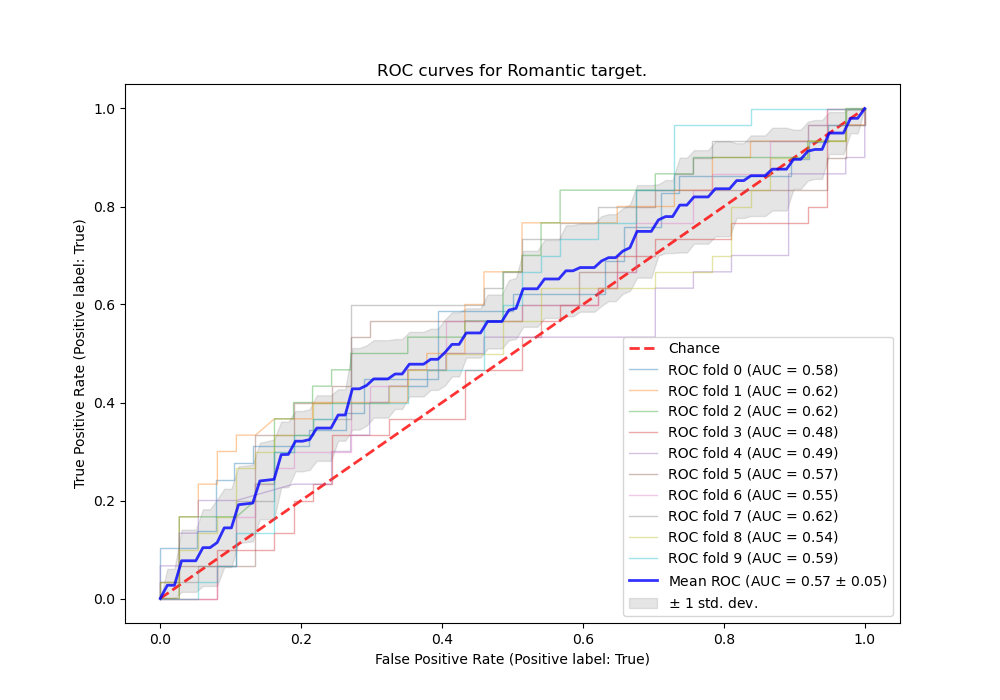 ROC curves for Romantic target.
True Positive Rate (Positive label: True)
1.0
0.8
0.6
0.4
0.2
0.0
Chance
ROC fold 0 (AUC = 0.58)
ROC fold 1 (AUC = 0.62)
ROC fold 2 (AUC = 0.62)
ROC fold 3 (AUC = 0.48)
ROC fold 4 (AUC = 0.49)
ROC fold 5 (AUC = 0.57)
ROC fold 6 (AUC = 0.55)
ROC fold 7 (AUC = 0.62)
ROC fold 8 (AUC = 0.54)
ROC fold 9 (AUC = 0.59)
Mean ROC (AUC = 0.57 ± 0.05)
± 1 std. dev.
0.0 0.2 0.4 0.6 0.8 1.0
False Positive Rate (Positive label: True)